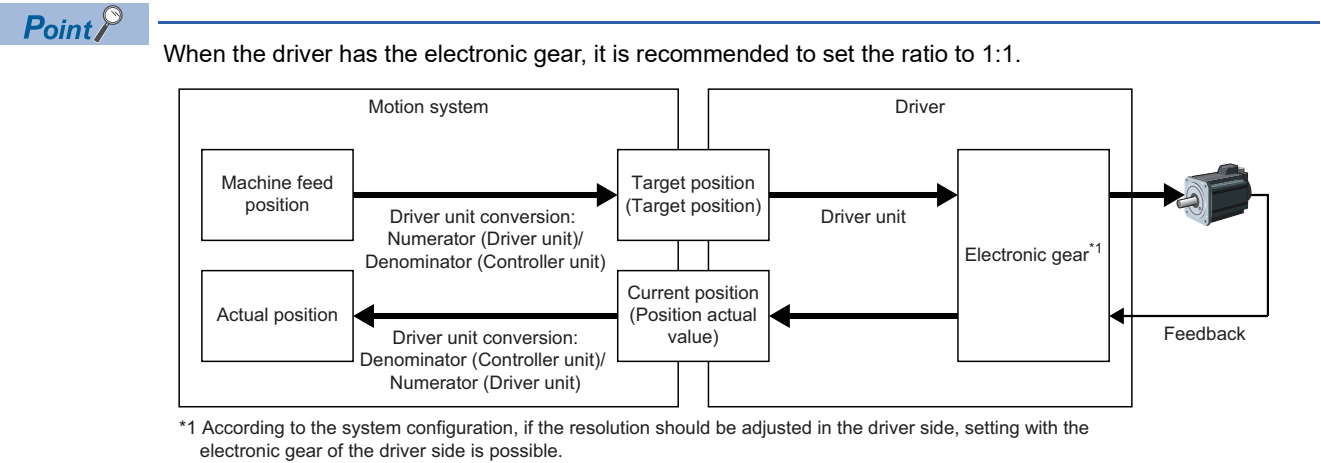 Point
When the driver has the electronic gear, it is recommended to set the ratio to 1:1.
Motion system
Driver
Machine feed
position
Driver unit conversion:
Numerator (Driver unit)/
Denominator (Controller unit)
Target position
(Target position)
Driver unit
Electronic gear*1
Actual position
Driver unit conversion:
Denominator (Controller unit)/
Numerator (Driver unit)
Current position
(Position actual
value)
Feedback
*1 According to the system configuration, if the resolution should be adjusted in the driver side, setting with the
electronic gear of the driver side is possible.